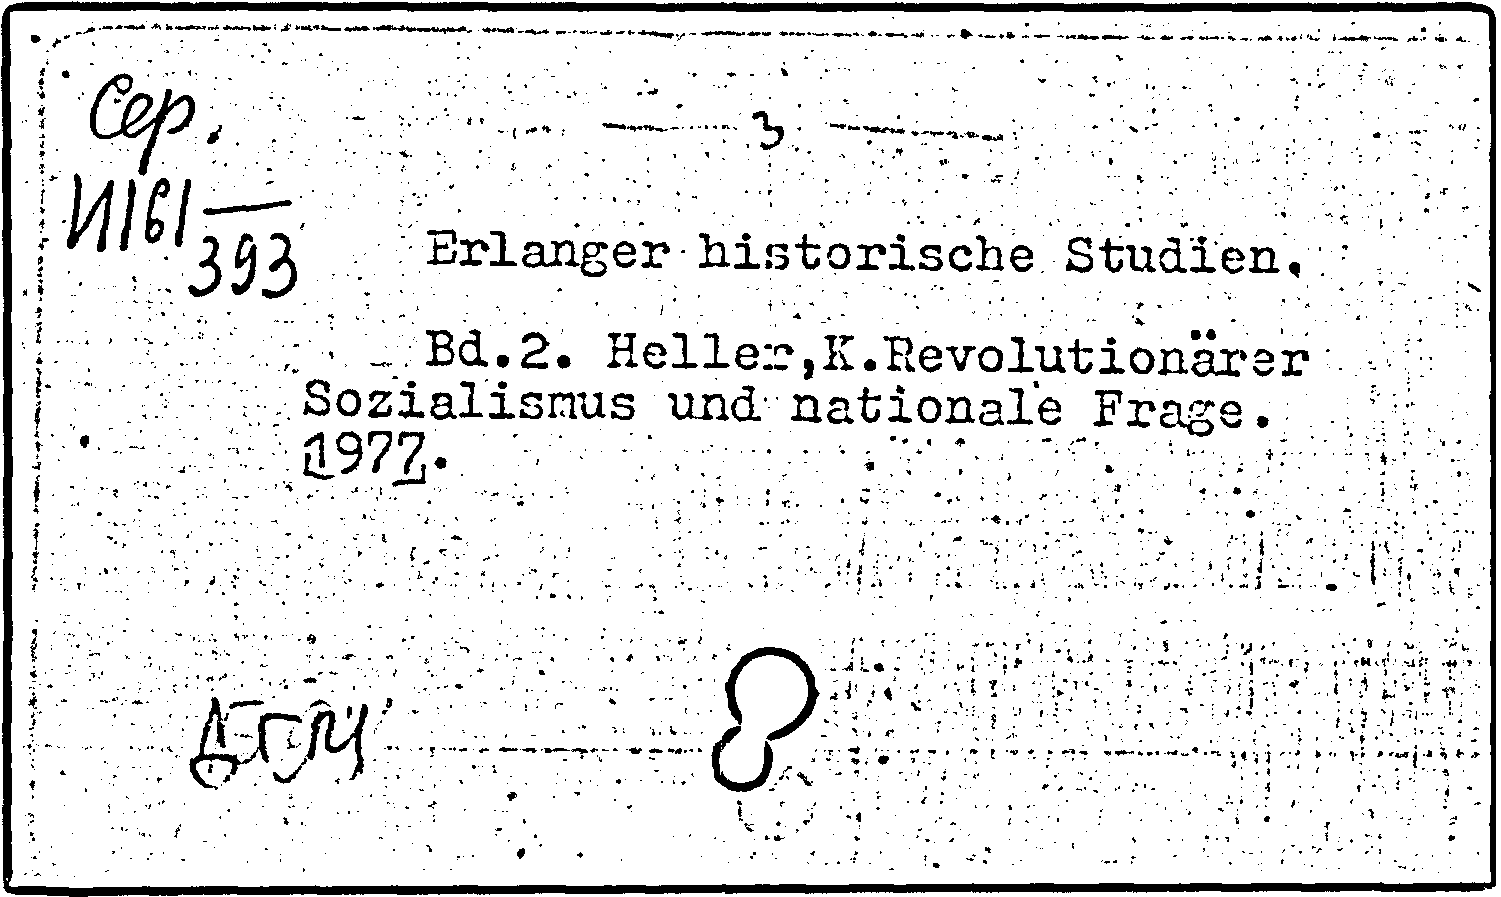 Сер.
3
И161
393
Erlanger historische Studien.
Bd.2. Heller,K.Revolutionärer
Sozialismus und nationale Frage.
1977.